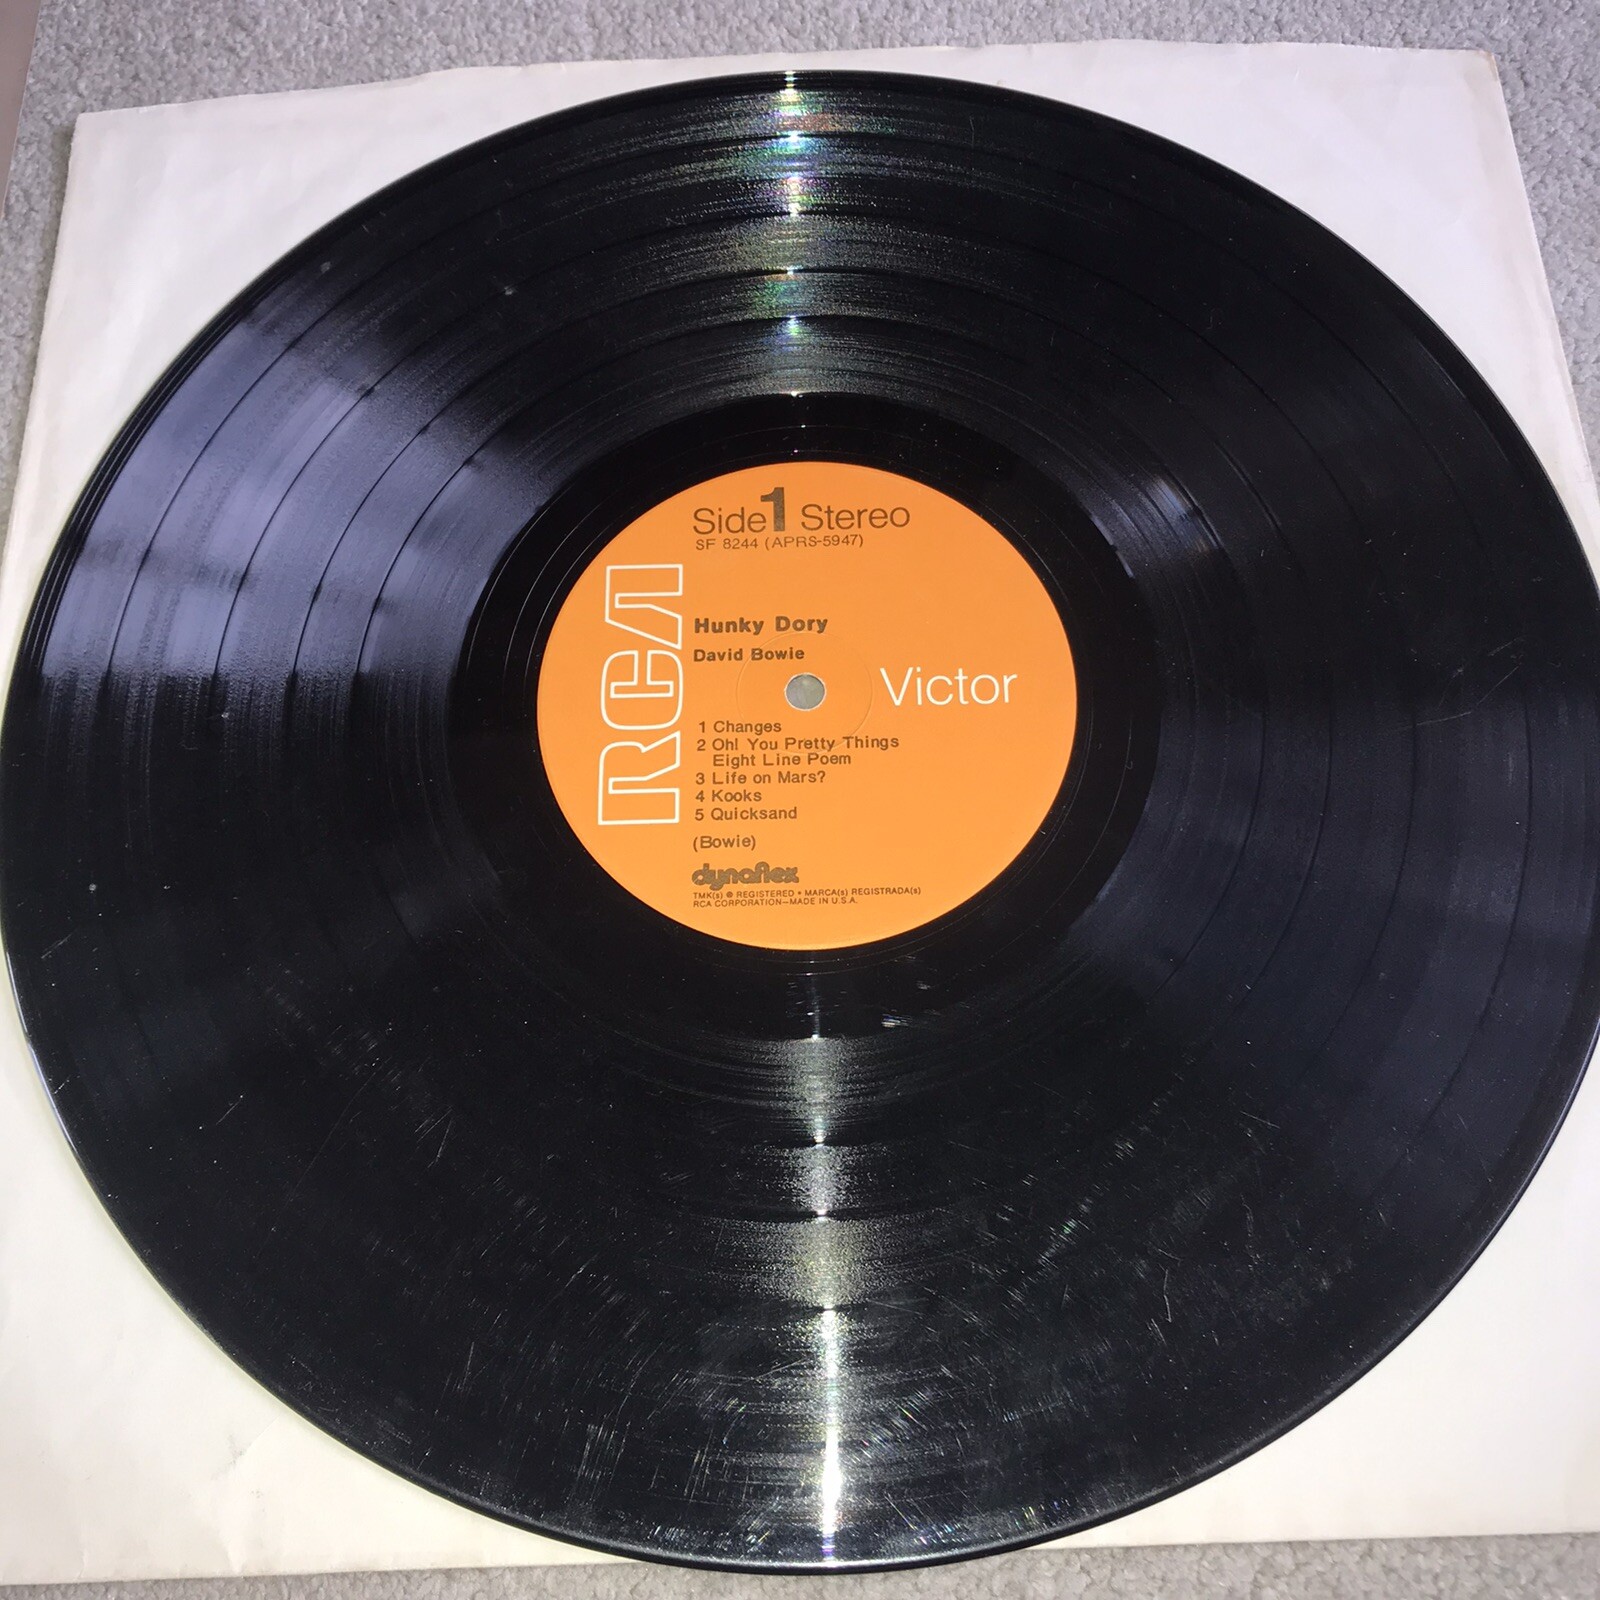 Side 1 Stereo
SF 8244 (APRS-5947)
RCA
Hunky Dory
David Bowie
Victor
1 Changes
2 Oh! You Pretty Things
Eight Line Poem
3 Life on Mars?
4 Kooks
5 Quicksand
(Bowie)
dynaflex
TMK(s) ® REGISTERED • MARCA(s) REGISTRADA(s)
RCA CORPORATION—MADE IN U.S.A.